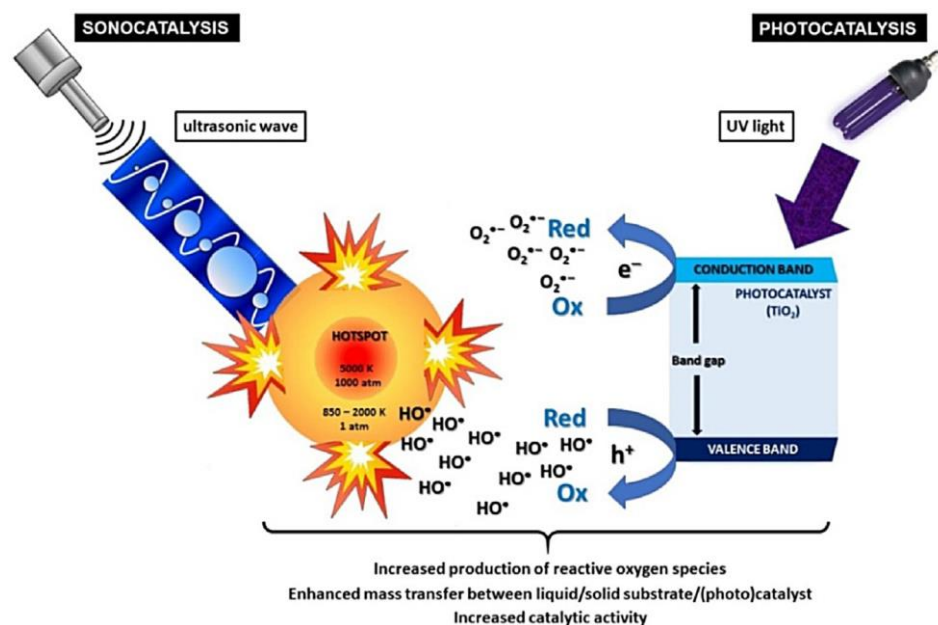 SONOCATALYSIS
PHOTOCATALYSIS
ultrasonic wave
UV light
O₂•⁻ O₂•⁻ Red
O₂•⁻ O₂•⁻
O₂•⁻
e⁻
Ox
CONDUCTION BAND
PHOTOCATALYST
(TiO₂)
Band gap
VALENCE BAND
HOTSPOT
5000 K
1000 atm
850 – 2000 K
1 atm
HO•
HO•
HO•
HO•
HO•
HO•
HO•
HO•
HO•
HO•
HO•
Red
h⁺
Ox
Increased production of reactive oxygen species
Enhanced mass transfer between liquid/solid substrate/(photo)catalyst
Increased catalytic activity